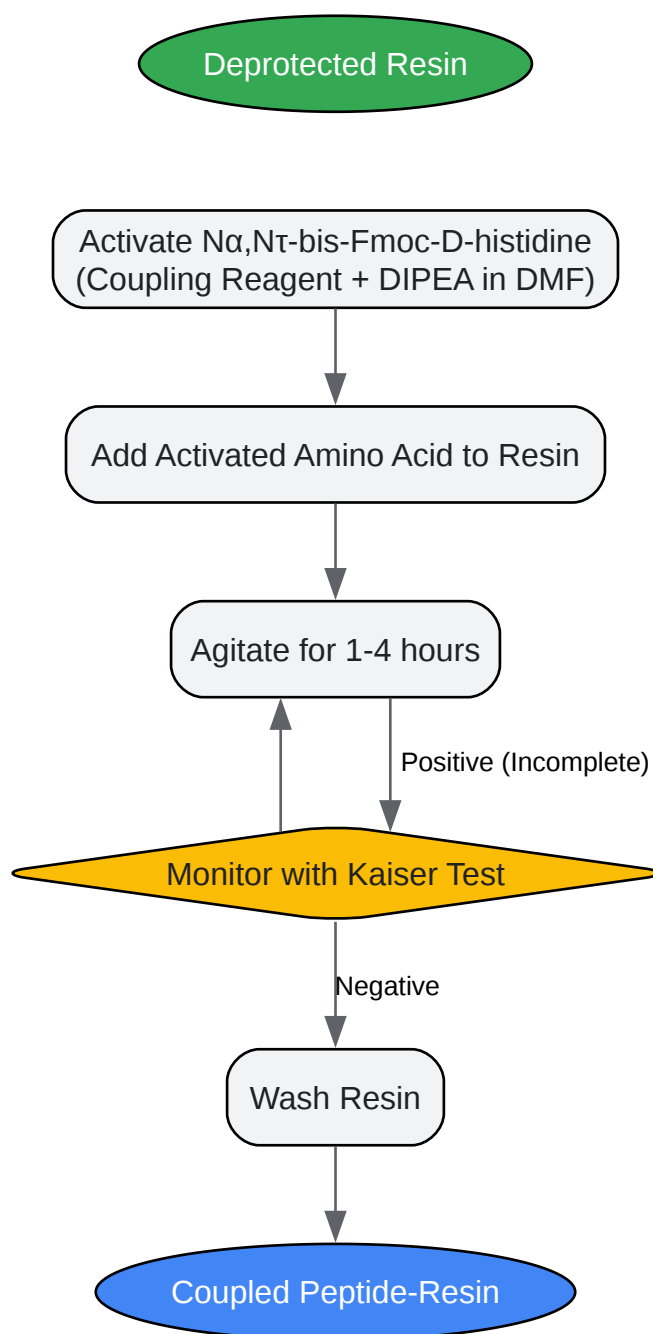 Deprotected Resin
Activate Nα,Nτ-bis-Fmoc-D-histidine
(Coupling Reagent + DIPEA in DMF)
Add Activated Amino Acid to Resin
Agitate for 1-4 hours
Positive (Incomplete)
Monitor with Kaiser Test
Negative
Wash Resin
Coupled Peptide-Resin